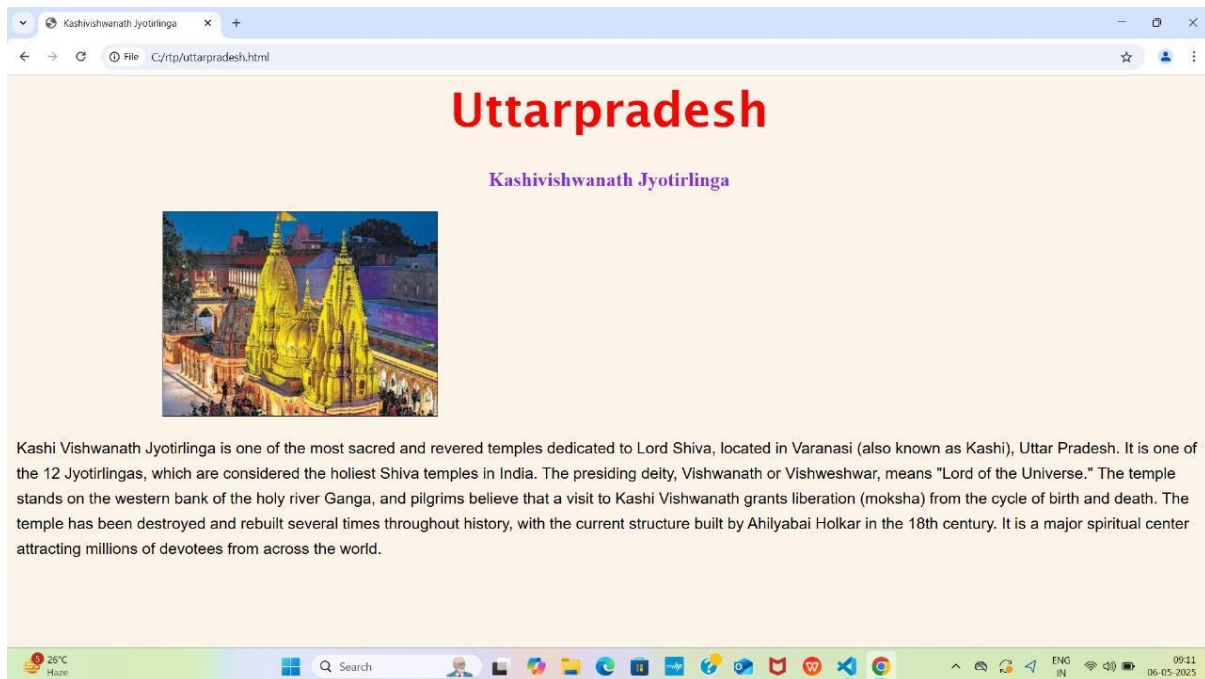 Kashivishwanath Jyotirlinga
File C:/rtp/uttarpradesh.html
Uttarpradesh
Kashivishwanath Jyotirlinga
Kashi Vishwanath Jyotirlinga is one of the most sacred and revered temples dedicated to Lord Shiva, located in Varanasi (also known as Kashi), Uttar Pradesh. It is one of
the 12 Jyotirlingas, which are considered the holiest Shiva temples in India. The presiding deity, Vishwanath or Vishweshwar, means "Lord of the Universe." The temple
stands on the western bank of the holy river Ganga, and pilgrims believe that a visit to Kashi Vishwanath grants liberation (moksha) from the cycle of birth and death. The
temple has been destroyed and rebuilt several times throughout history, with the current structure built by Ahilyabai Holkar in the 18th century. It is a major spiritual center
attracting millions of devotees from across the world.
5 26°C
Haze
Search
ENG
IN
09:11
06-05-2025